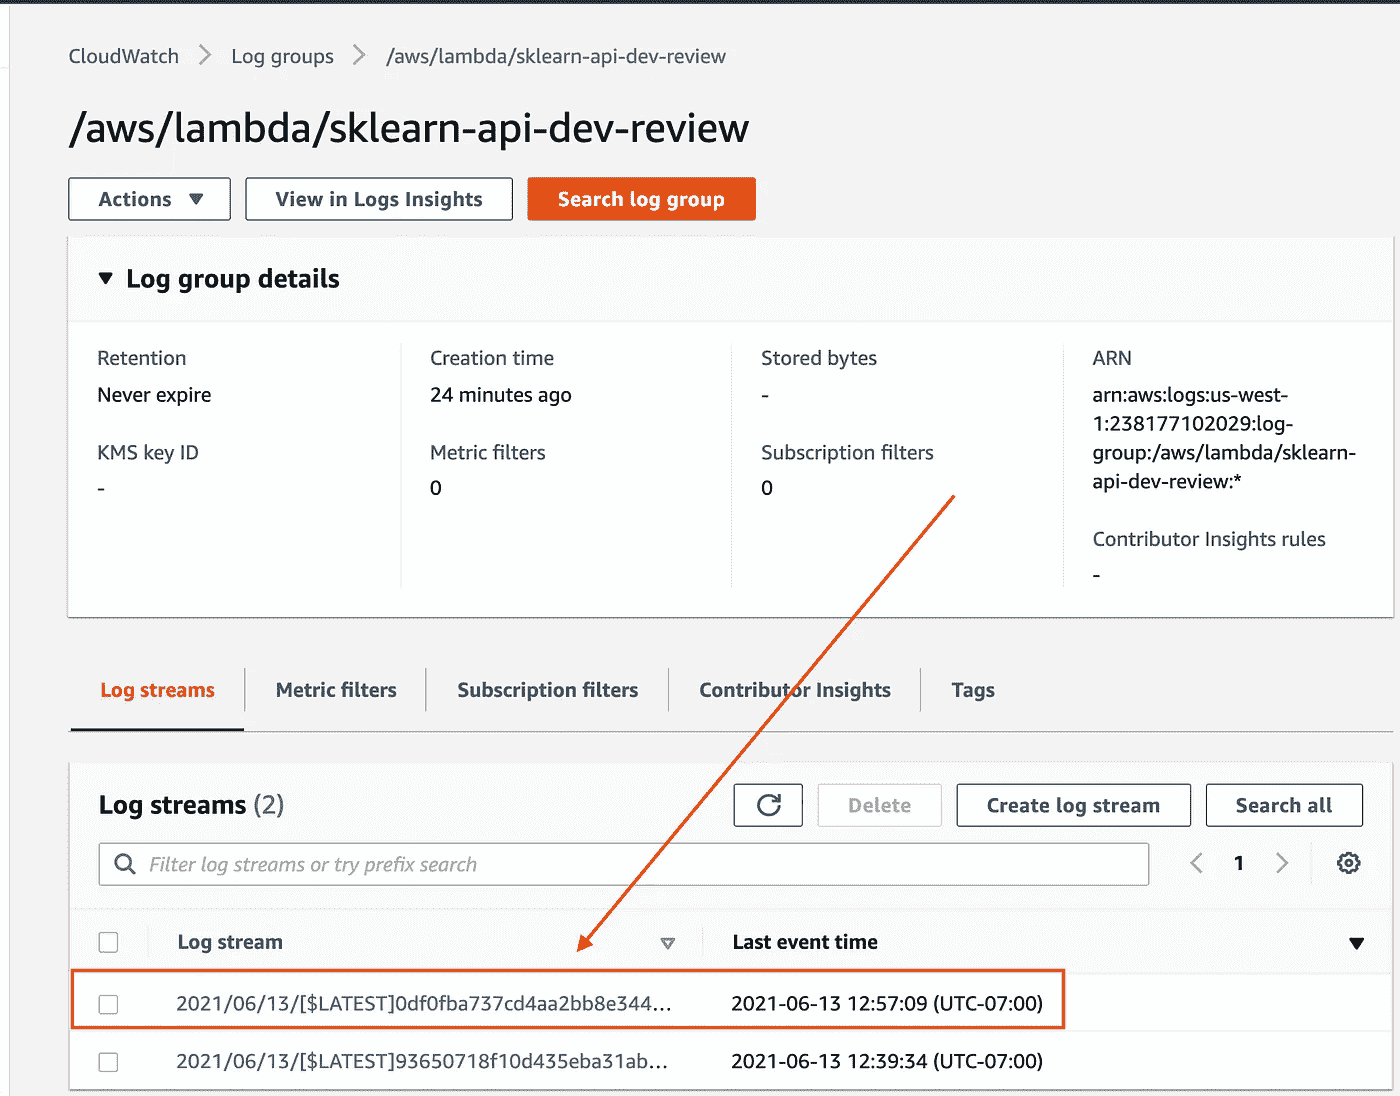 CloudWatch > Log groups > /aws/lambda/sklearn-api-dev-review
/aws/lambda/sklearn-api-dev-review
Actions ▼ View in Logs Insights Search log group
▼ Log group details
Retention
Never expire
KMS key ID
-
Creation time
24 minutes ago
Metric filters
0
Stored bytes
-
Subscription filters
0
ARN
arn:aws:logs:us-west-
1:238177102029:log-
group:/aws/lambda/sklearn-
api-dev-review:*
Contributor Insights rules
-
Log streams Metric filters Subscription filters Contributor Insights Tags
Log streams (2) Delete Create log stream Search all
Filter log streams or try prefix search < 1 >
Log stream Last event time
2021/06/13/[$LATEST]0df0fba737cd4aa2bb8e344... 2021-06-13 12:57:09 (UTC-07:00)
2021/06/13/[$LATEST]93650718f10d435eba31ab... 2021-06-13 12:39:34 (UTC-07:00)